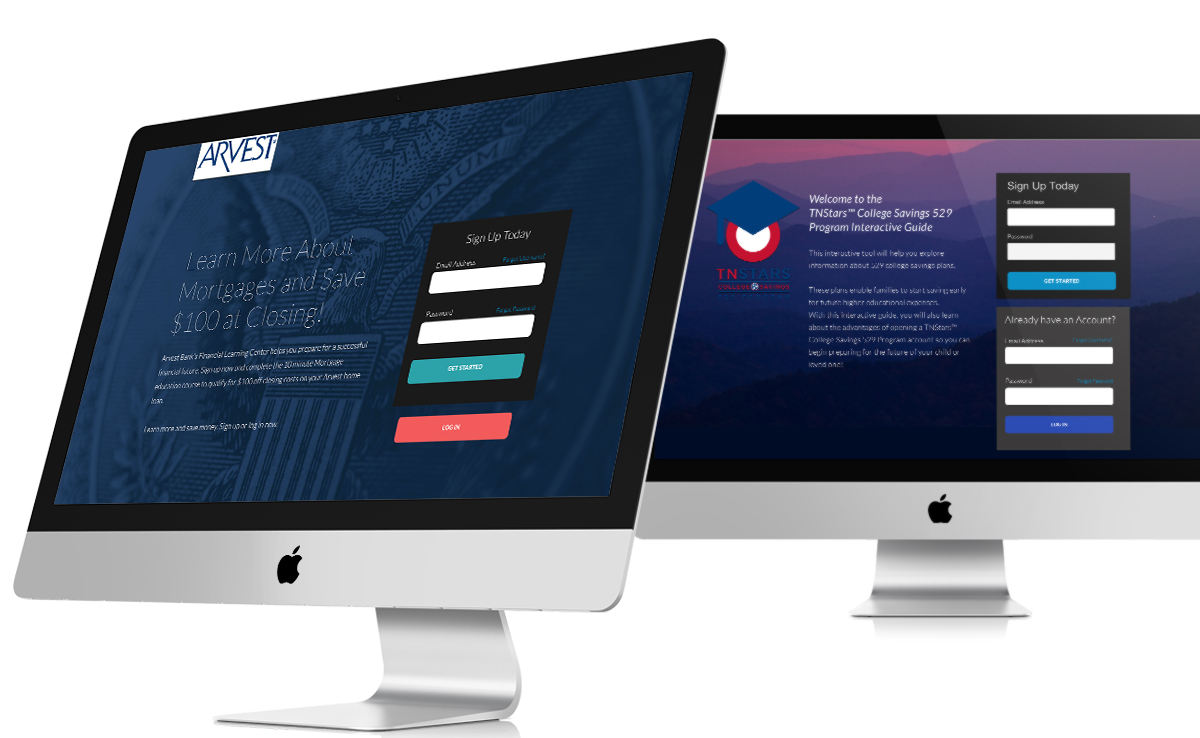 ARVEST
Learn More About
Mortgages and Save
$100 at Closing!
Arvest Bank's Financial Learning Center helps you prepare for a successful
financial future. Sign up now and complete the 10 minute Mortgage
education course to qualify for $100 off closing costs on your Arvest home
loan.
Learn more and save money. Sign up or log in now.
Sign Up Today
Email Address
Forgot Username?
Password
Forgot Password
GET STARTED
LOG IN
UNUM
TNSTARS
COLLEGE SAVINGS
Welcome to the
TNStars™ College Savings 529
Program Interactive Guide
This interactive tool will help you explore
information about 529 college savings plans.
These plans enable families to start saving early
for future higher educational expenses.
With this interactive guide, you will also learn
about the advantages of opening a TNStars™
College Savings 529 Program account so you can
begin preparing for the future of your child or
loved one!
Sign Up Today
Email Address
Password
GET STARTED
Already have an Account?
Email Address
Forgot Username?
Password
Forgot Password
LOG IN